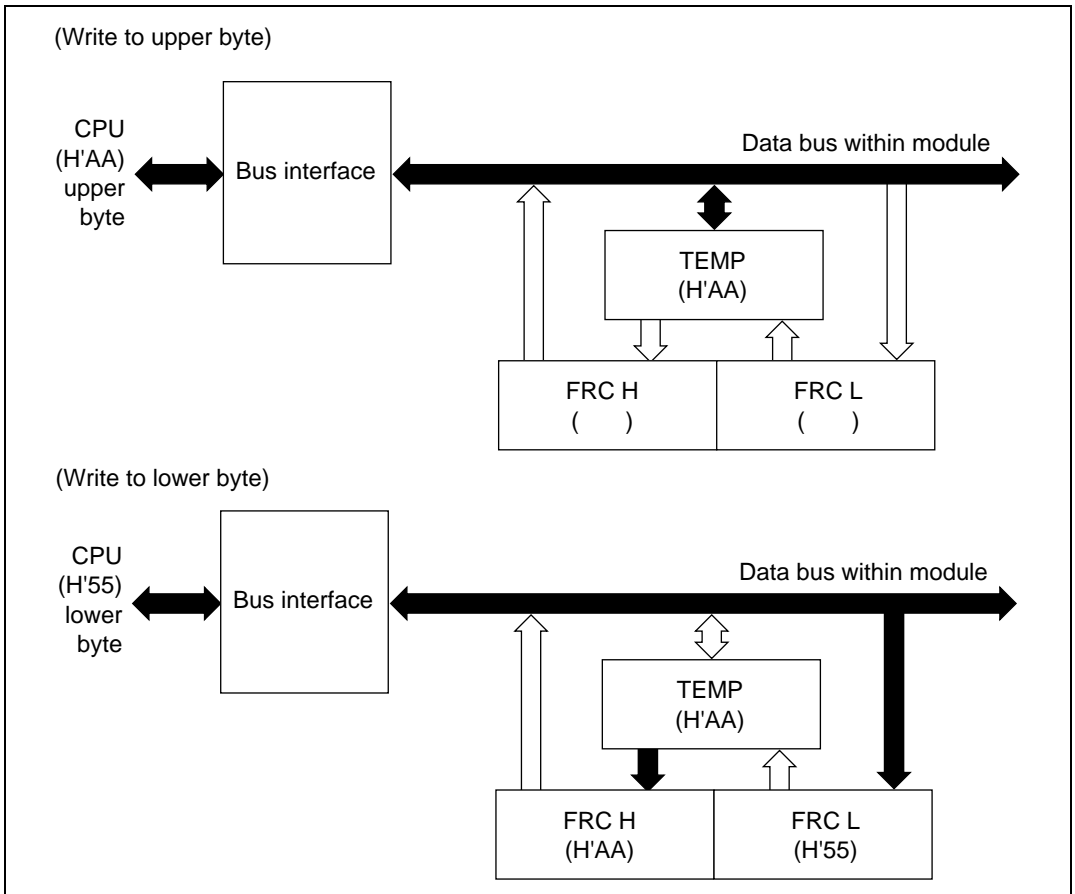 (Write to upper byte)
CPU
(H'AA)
upper
byte
Bus interface
Data bus within module
TEMP
(H'AA)
FRC H
( )
FRC L
( )
(Write to lower byte)
CPU
(H'55)
lower
byte
Bus interface
Data bus within module
TEMP
(H'AA)
FRC H
(H'AA)
FRC L
(H'55)